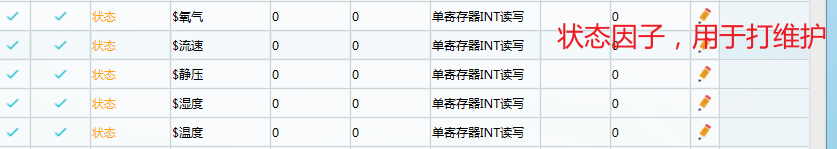 状态 $氧气 0 0 单寄存器INT读写 0
状态因子，用于打维护
状态 $流速 0 0 单寄存器INT读写 0
状态 $静压 0 0 单寄存器INT读写 0
状态 $湿度 0 0 单寄存器INT读写 0
状态 $温度 0 0 单寄存器INT读写 0